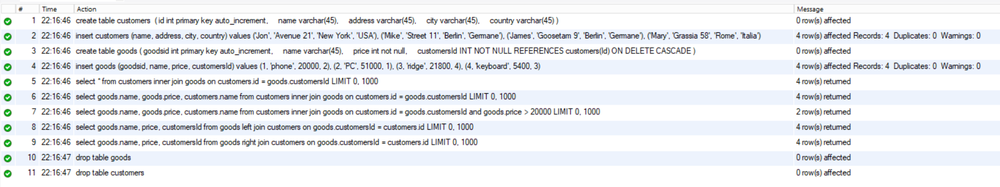 # Time Action Message
1 22:16:46 create table customers ( id int primary key auto_increment, name varchar(45), address varchar(45), city varchar(45), country varchar(45) ) 0 row(s) affected
2 22:16:46 insert customers (name, address, city, country) values ('Jon', 'Avenue 21', 'New York', 'USA'), ('Mike', 'Street 11', 'Berlin', 'Germane'), ('James', 'Goosetam 9', 'Berlin', 'Germane'), ('Mary', 'Grassia 58', 'Rome', 'Italia') 4 row(s) affected Records: 4 Duplicates: 0 Warnings: 0
3 22:16:46 create table goods ( goodsid int primary key auto_increment, name varchar(45), price int not null, customersId INT NOT NULL REFERENCES customers(Id) ON DELETE CASCADE ) 0 row(s) affected
4 22:16:46 insert goods (goodsid, name, price, customersId) values (1, 'phone', 20000, 2), (2, 'PC', 51000, 1), (3, 'ridge', 21800, 4), (4, 'keyboard', 5400, 3) 4 row(s) affected Records: 4 Duplicates: 0 Warnings: 0
5 22:16:46 select * from customers inner join goods on customers.id = goods.customersId LIMIT 0, 1000 4 row(s) returned
6 22:16:46 select goods.name, goods.price, customers.name from customers inner join goods on customers.id = goods.customersId LIMIT 0, 1000 4 row(s) returned
7 22:16:46 select goods.name, goods.price, customers.name from customers inner join goods on customers.id = goods.customersId and goods.price > 20000 LIMIT 0, 1000 2 row(s) returned
8 22:16:46 select goods.name, price, customersId from goods left join customers on goods.customersId = customers.id LIMIT 0, 1000 4 row(s) returned
9 22:16:46 select goods.name, price, customersId from goods right join customers on goods.customersId = customers.id LIMIT 0, 1000 4 row(s) returned
10 22:16:47 drop table goods 0 row(s) affected
11 22:16:47 drop table customers 0 row(s) affected